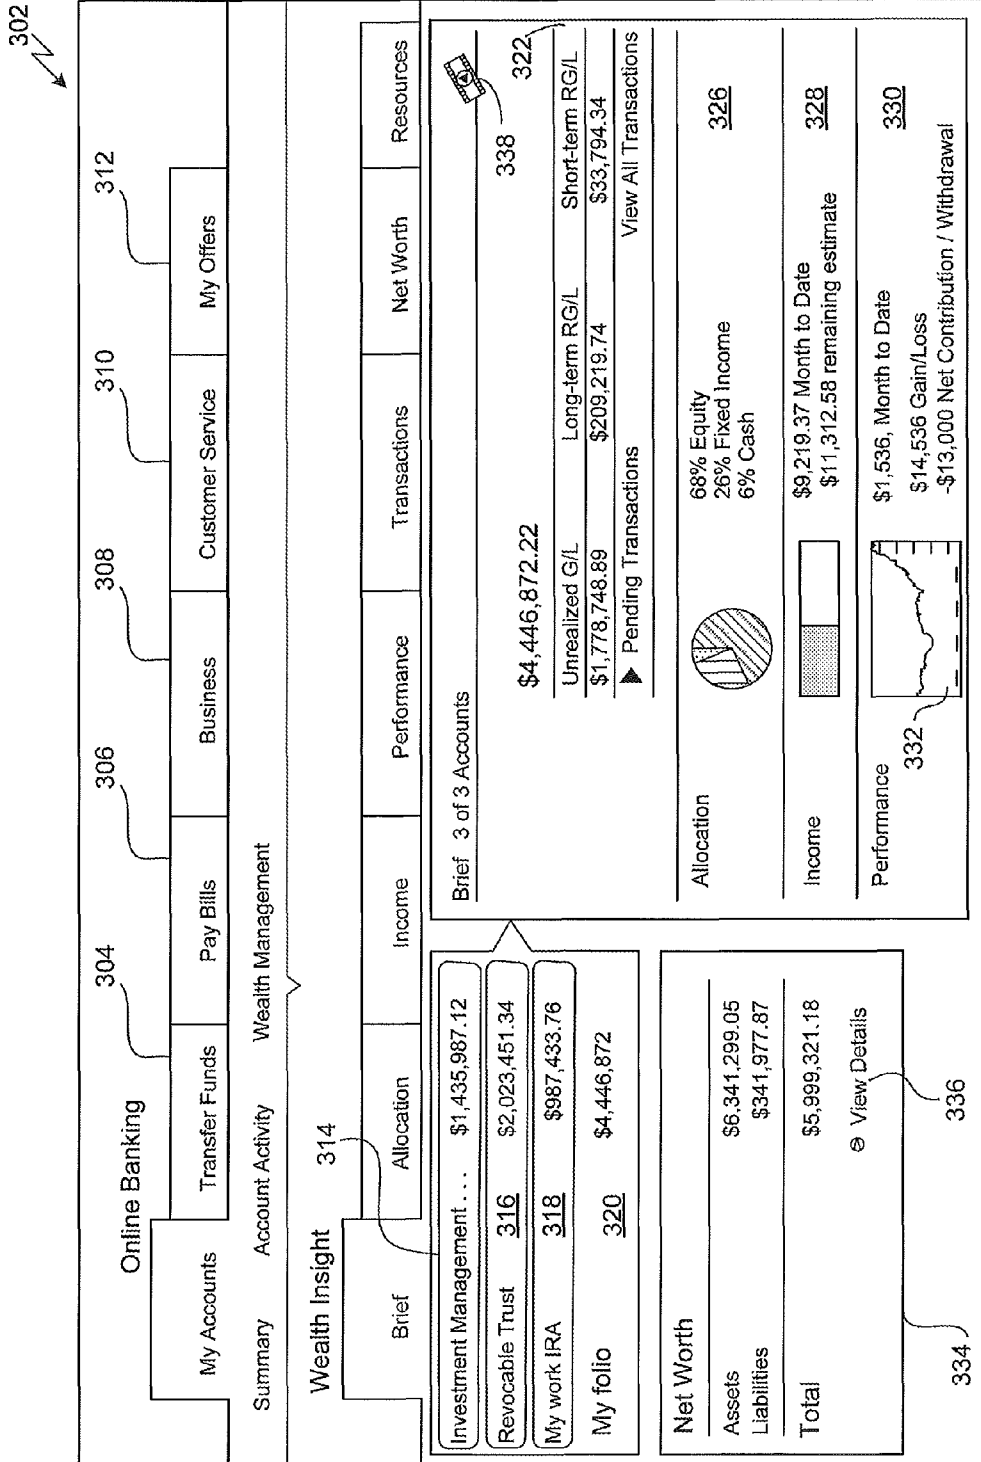 302
304
306
308
310
312
Online Banking
My Accounts
Transfer Funds
Pay Bills
Business
Customer Service
My Offers
Summary
Account Activity
Wealth Management
Wealth Insight
314
Brief
Allocation
Income
Performance
Transactions
Net Worth
Resources
Investment Management . . . $1,435,987.12
Revocable Trust 316 $2,023,451.34
My work IRA 318 $987,433.76
My folio 320 $4,446,872
Net Worth
Assets $6,341,299.05
Liabilities $341,977.87
Total $5,999,321.18
View Details
334
336
Brief 3 of 3 Accounts
338
322
$4,446,872.22
Unrealized G/L Long-term RG/L Short-term RG/L
$1,778,748.89 $209,219.74 $33,794.34
▶ Pending Transactions View All Transactions
Allocation
68% Equity
26% Fixed Income
6% Cash
326
Income
$9,219.37 Month to Date
$11,312.58 remaining estimate
328
Performance
332
$1,536, Month to Date
$14,536 Gain/Loss
-$13,000 Net Contribution / Withdrawal
330